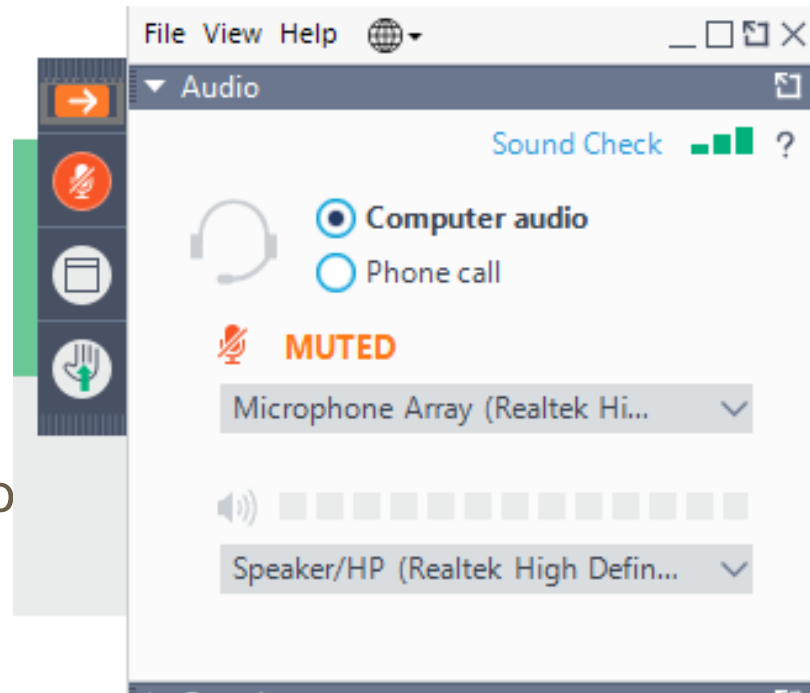 File View Help
Audio
Sound Check ?
Computer audio
Phone call
MUTED
Microphone Array (Realtek Hi...
Speaker/HP (Realtek High Defin...